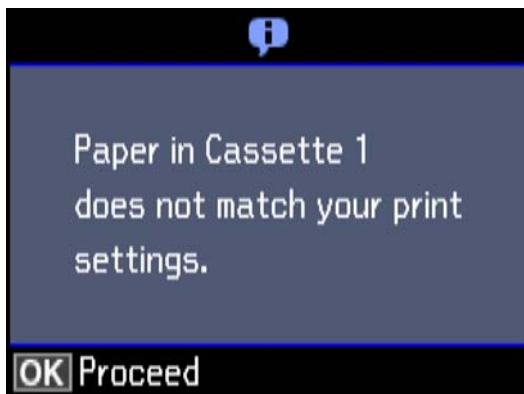 Paper in Cassette 1
does not match your print
settings.
OK Proceed